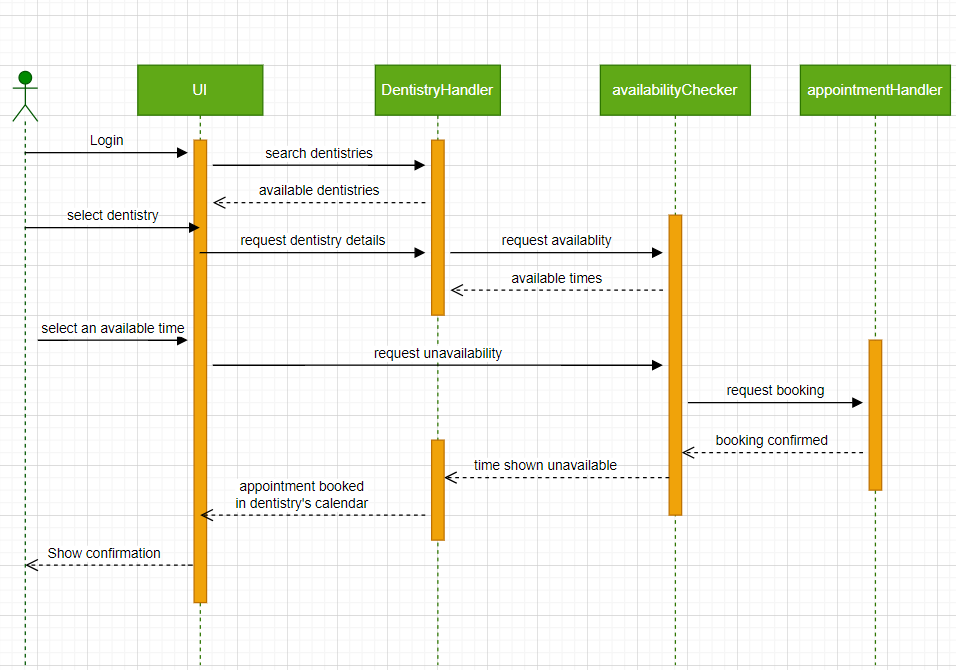 UI
DentistryHandler
availabilityChecker
appointmentHandler
Login
search dentistries
available dentistries
select dentistry
request dentistry details
request availablity
available times
select an available time
request unavailability
request booking
booking confirmed
time shown unavailable
appointment booked
in dentistry's calendar
Show confirmation